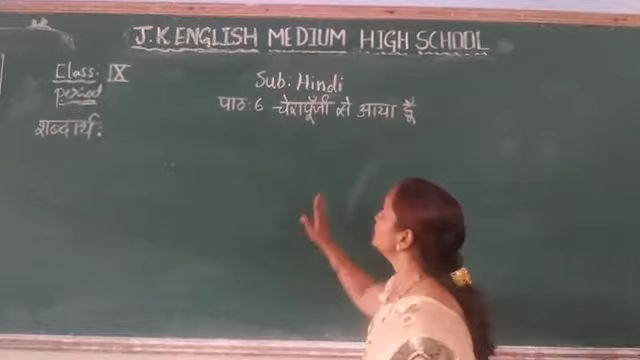 J.K ENGLISH MEDIUM HIGH SCHOOL
Class: IX
Sub. Hindi
period
पाठ: 6 चेरापूँजी से आया हूँ
शब्दार्थ: